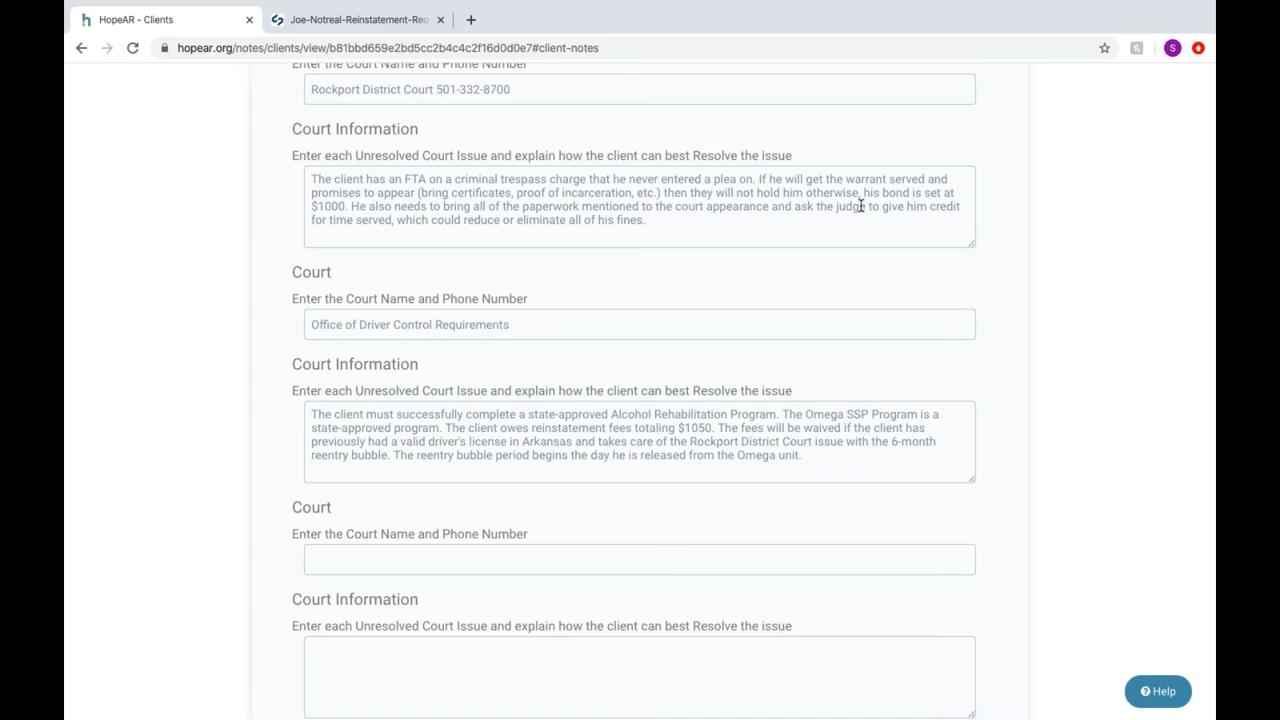 HopeAR - Clients
Joe-Notreal-Reinstatement-Req
hopear.org/notes/clients/view/b81bbd659e2bd5cc2b4c4c2f16d0d0e7#client-notes
S
Enter the Court Name and Phone Number
Rockport District Court 501-332-8700
Court Information
Enter each Unresolved Court Issue and explain how the client can best Resolve the issue
The client has an FTA on a criminal trespass charge that he never entered a plea on. If he will get the warrant served and
promises to appear (bring certificates, proof of incarceration, etc.) then they will not hold him otherwise, his bond is set at
$1000. He also needs to bring all of the paperwork mentioned to the court appearance and ask the judge to give him credit
for time served, which could reduce or eliminate all of his fines.
Court
Enter the Court Name and Phone Number
Office of Driver Control Requirements
Court Information
Enter each Unresolved Court Issue and explain how the client can best Resolve the issue
The client must successfully complete a state-approved Alcohol Rehabilitation Program. The Omega SSP Program is a
state-approved program. The client owes reinstatement fees totaling $1050. The fees will be waived if the client has
previously had a valid driver's license in Arkansas and takes care of the Rockport District Court issue with the 6-month
reentry bubble. The reentry bubble period begins the day he is released from the Omega unit.
Court
Enter the Court Name and Phone Number
Court Information
Enter each Unresolved Court Issue and explain how the client can best Resolve the issue
Help